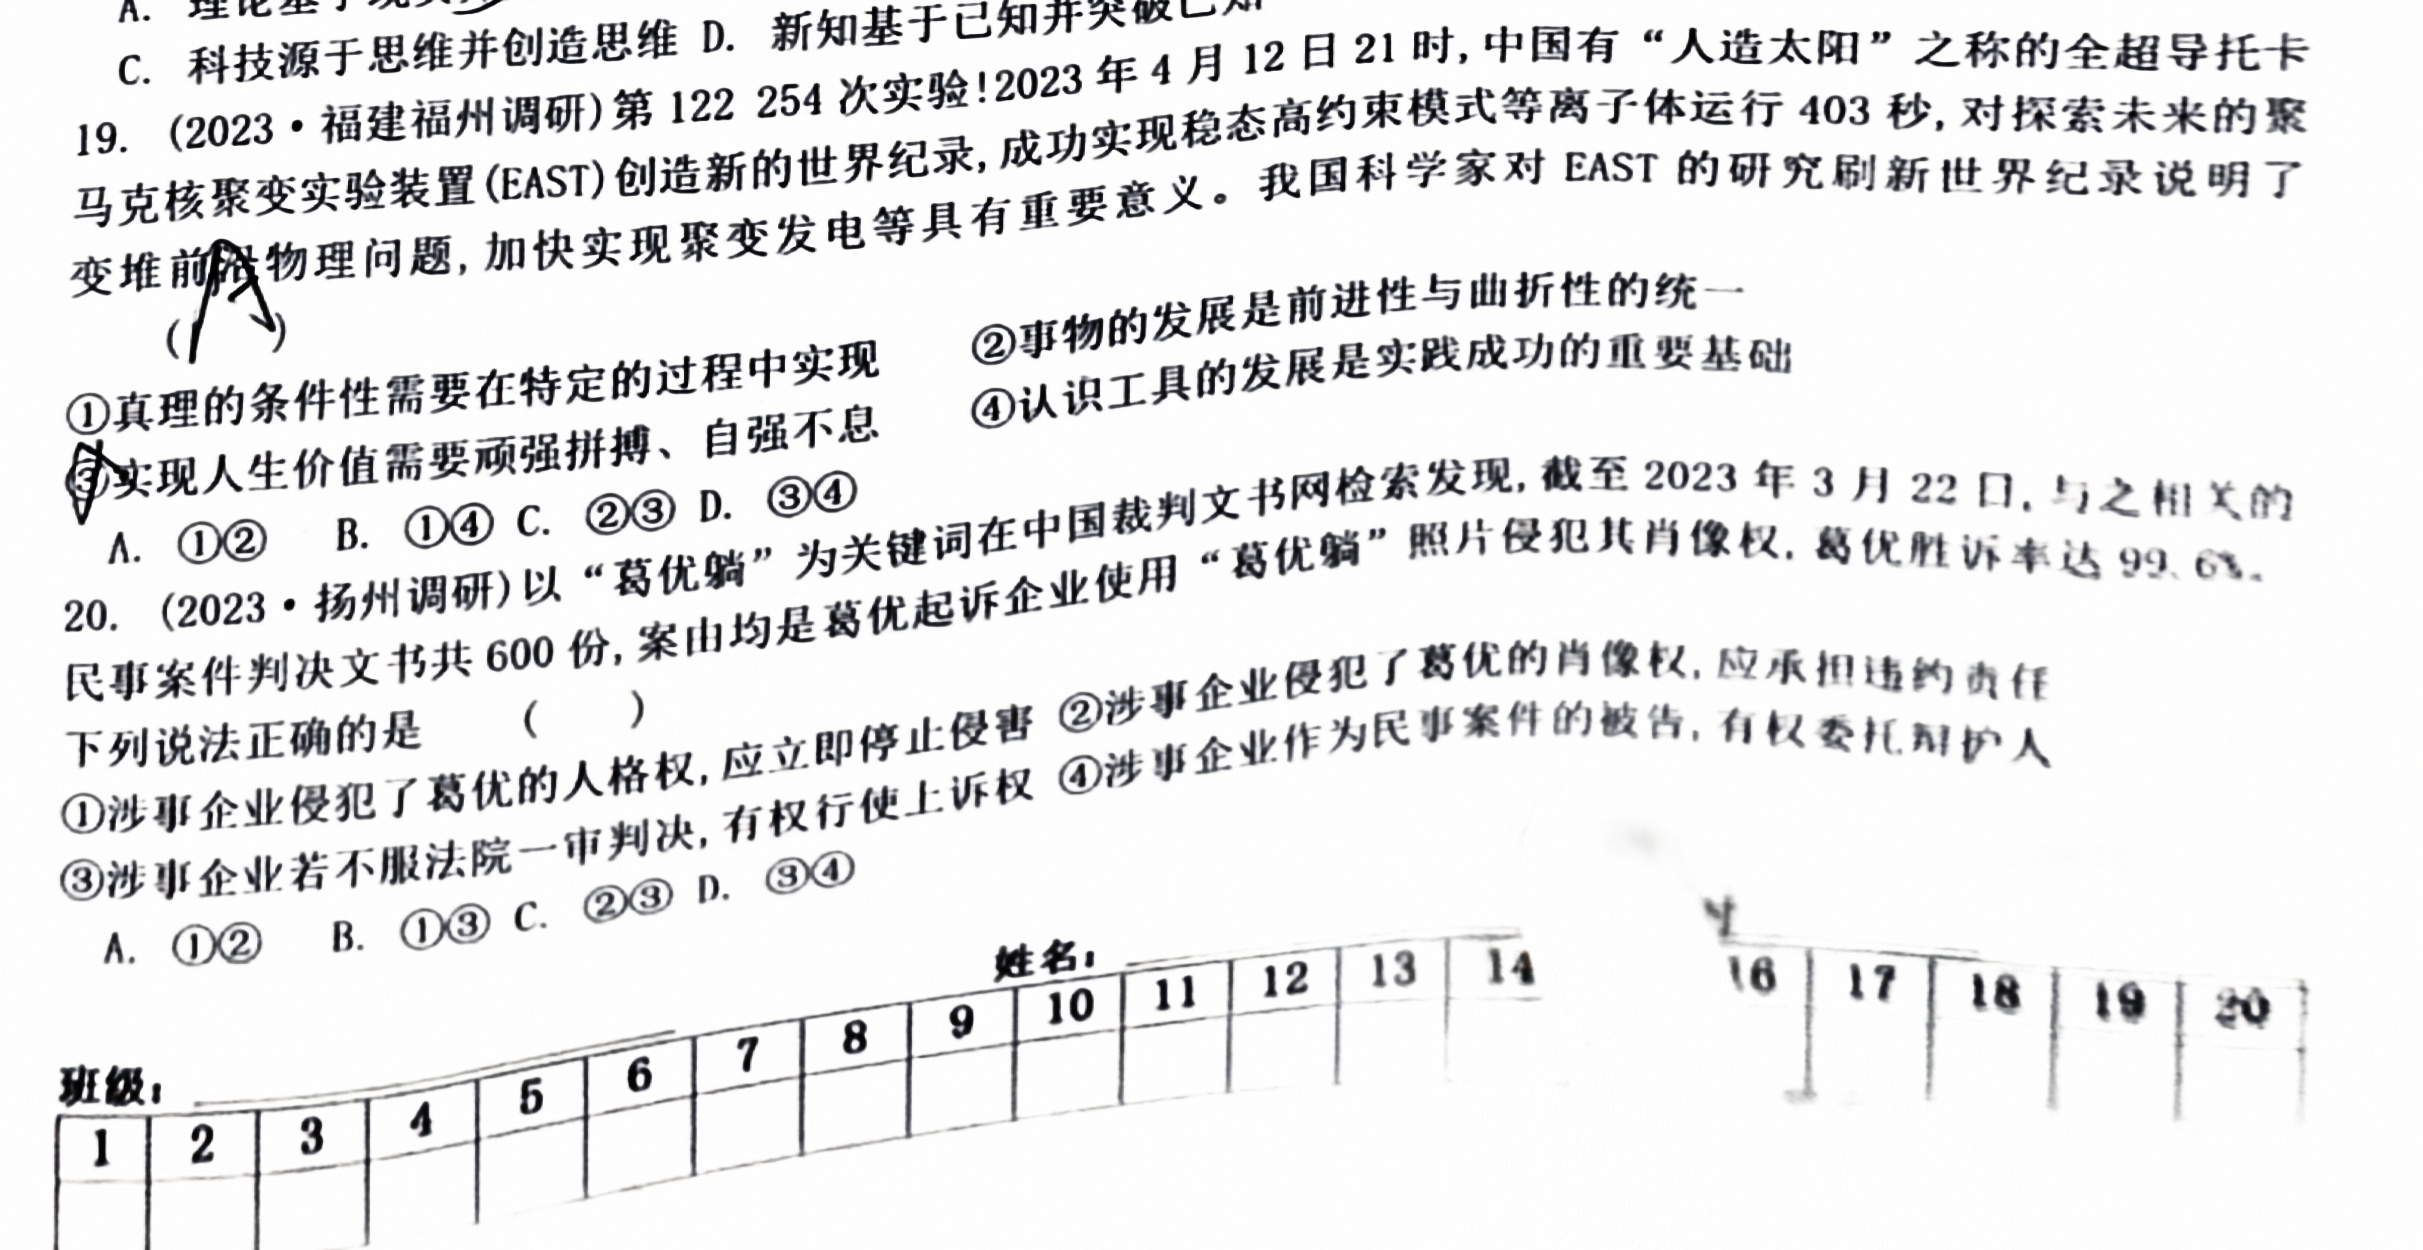 A. 理论基于现实
C. 科技源于思维并创造思维 D. 新知基于已知并突破已知
19. (2023·福建福州调研)第 122 254 次实验!2023 年 4 月 12 日 21 时,中国有“人造太阳”之称的全超导托卡
马克核聚变实验装置(EAST)创造新的世界纪录,成功实现稳态高约束模式等离子体运行 403 秒,对探索未来的聚
变堆前沿物理问题,加快实现聚变发电等具有重要意义。我国科学家对 EAST 的研究刷新世界纪录说明了
( A )
①真理的条件性需要在特定的过程中实现 ②事物的发展是前进性与曲折性的统一
③实现人生价值需要顽强拼搏、自强不息 ④认识工具的发展是实践成功的重要基础
A. ①② B. ①④ C. ②③ D. ③④
20. (2023·扬州调研)以“葛优躺”为关键词在中国裁判文书网检索发现,截至 2023 年 3 月 22 日,与之相关的
民事案件判决文书共 600 份,案由均是葛优起诉企业使用“葛优躺”照片侵犯其肖像权,葛优胜诉率达 99.6%。
下列说法正确的是 ( )
①涉事企业侵犯了葛优的人格权,应立即停止侵害 ②涉事企业侵犯了葛优的肖像权,应承担违约责任
③涉事企业若不服法院一审判决,有权行使上诉权 ④涉事企业作为民事案件的被告,有权委托辩护人
A. ①② B. ①③ C. ②③ D. ③④
班级: 姓名:
1 2 3 4 5 6 7 8 9 10 11 12 13 14 16 17 18 19 20